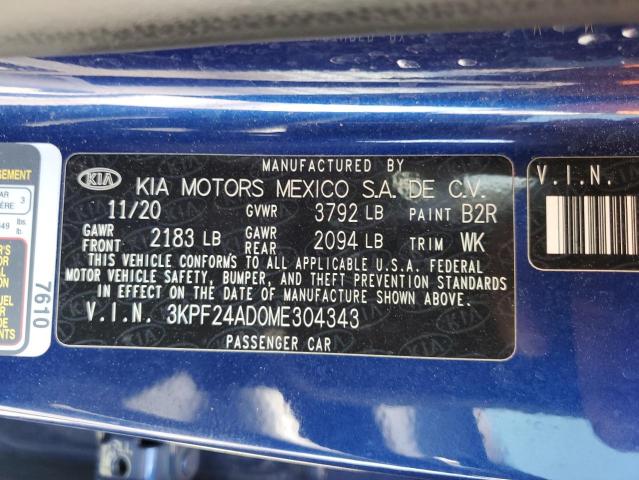 MANUFACTURED BY
KIA KIA MOTORS MEXICO S.A. DE C.V.
11/20 GVWR 3792 LB PAINT B2R
GAWR FRONT 2183 LB GAWR REAR 2094 LB TRIM WK
THIS VEHICLE CONFORMS TO ALL APPLICABLE U.S.A. FEDERAL
MOTOR VEHICLE SAFETY, BUMPER, AND THEFT PREVENTION STANDARDS
IN EFFECT ON THE DATE OF MANUFACTURE SHOWN ABOVE.
V.I.N. 3KPF24AD0ME304343
PASSENGER CAR
V.I.N.
7610